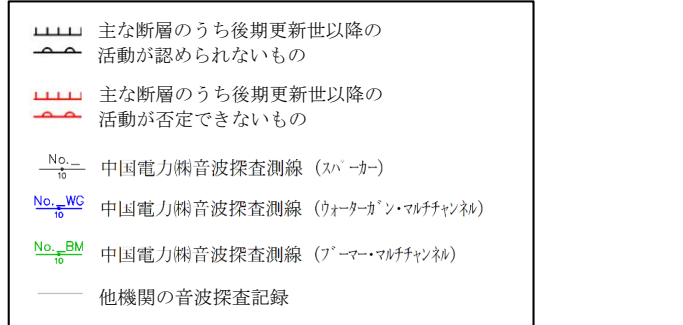 主な断層のうち後期更新世以降の
活動が認められないもの
主な断層のうち後期更新世以降の
活動が否定できないもの
No._ 10 中国電力㈱音波探査測線（スパーカー）
No._WG 10 中国電力㈱音波探査測線（ウォーターガン・マルチチャンネル）
No._BM 10 中国電力㈱音波探査測線（ブーマー・マルチチャンネル）
他機関の音波探査記録